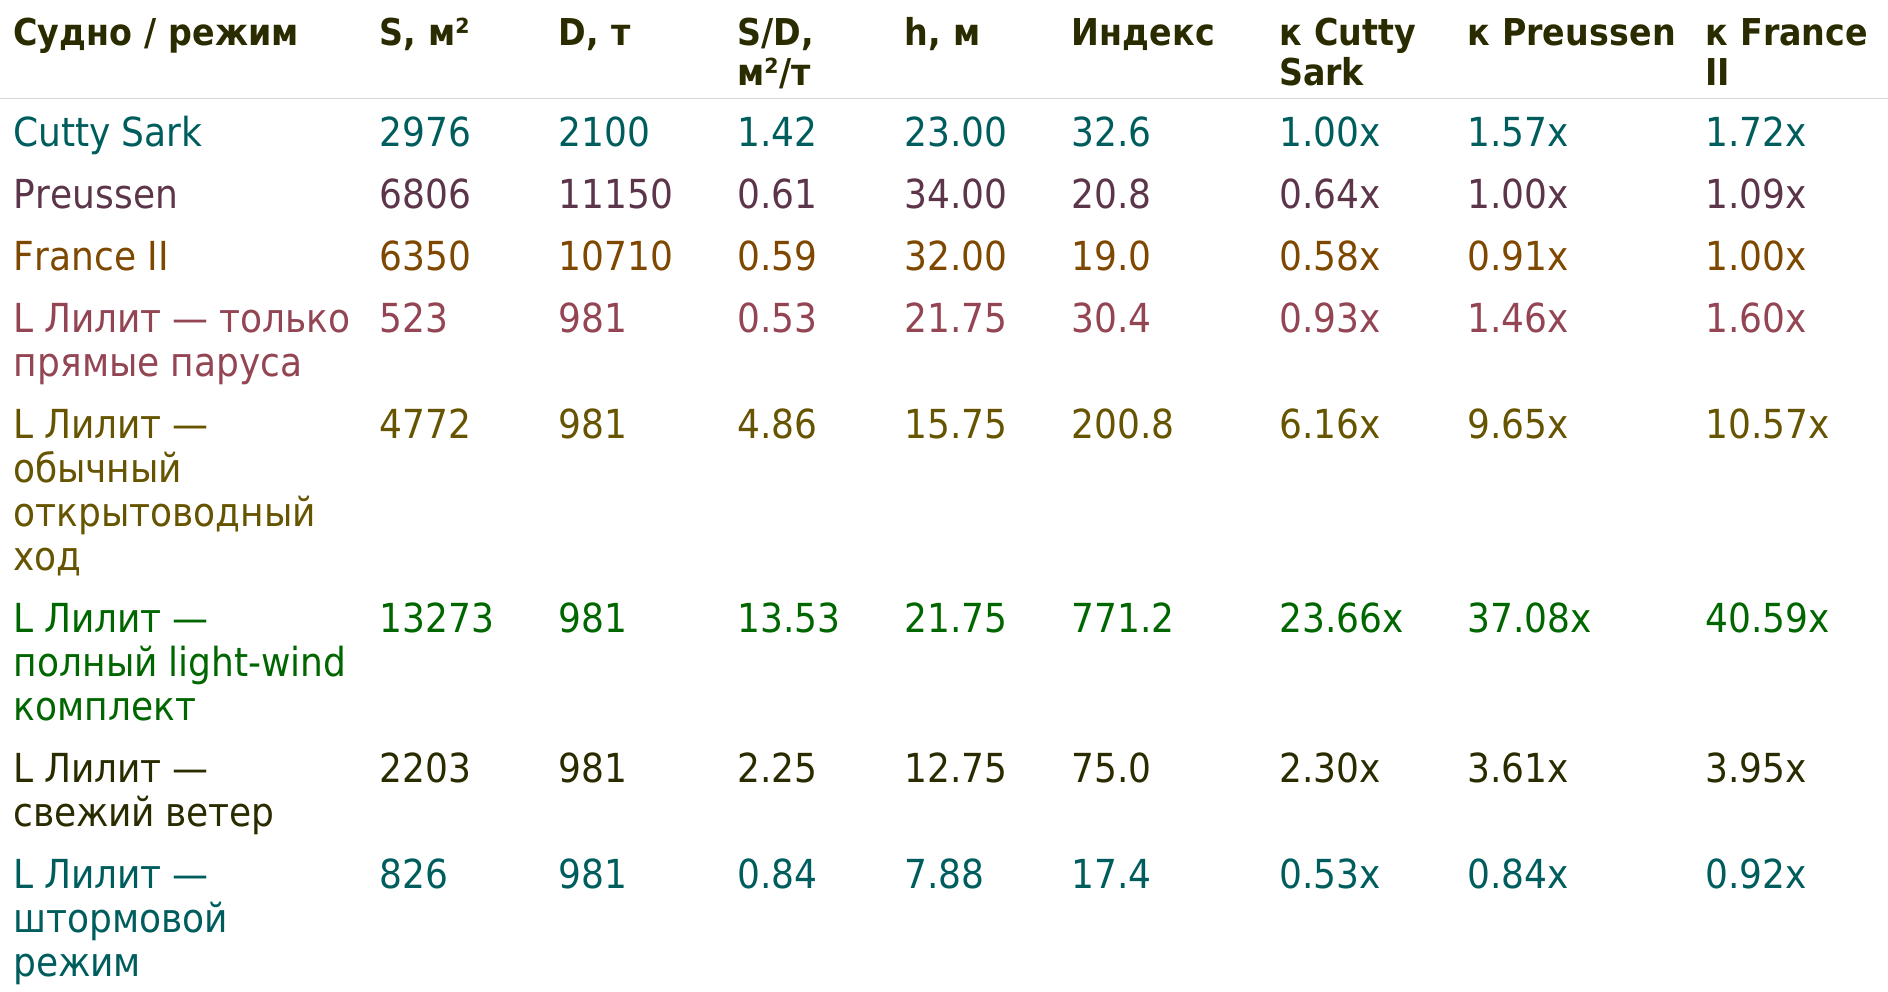 Судно / режим S, м² D, т S/D, м²/т h, м Индекс к Cutty Sark к Preussen к France II
Cutty Sark 2976 2100 1.42 23.00 32.6 1.00x 1.57x 1.72x
Preussen 6806 11150 0.61 34.00 20.8 0.64x 1.00x 1.09x
France II 6350 10710 0.59 32.00 19.0 0.58x 0.91x 1.00x
L Лилит — только 523 981 0.53 21.75 30.4 0.93x 1.46x 1.60x
прямые паруса
L Лилит — 4772 981 4.86 15.75 200.8 6.16x 9.65x 10.57x
обычный
открытоводный
ход
L Лилит — 13273 981 13.53 21.75 771.2 23.66x 37.08x 40.59x
полный light-wind
комплект
L Лилит — 2203 981 2.25 12.75 75.0 2.30x 3.61x 3.95x
свежий ветер
L Лилит — 826 981 0.84 7.88 17.4 0.53x 0.84x 0.92x
штормовой
режим